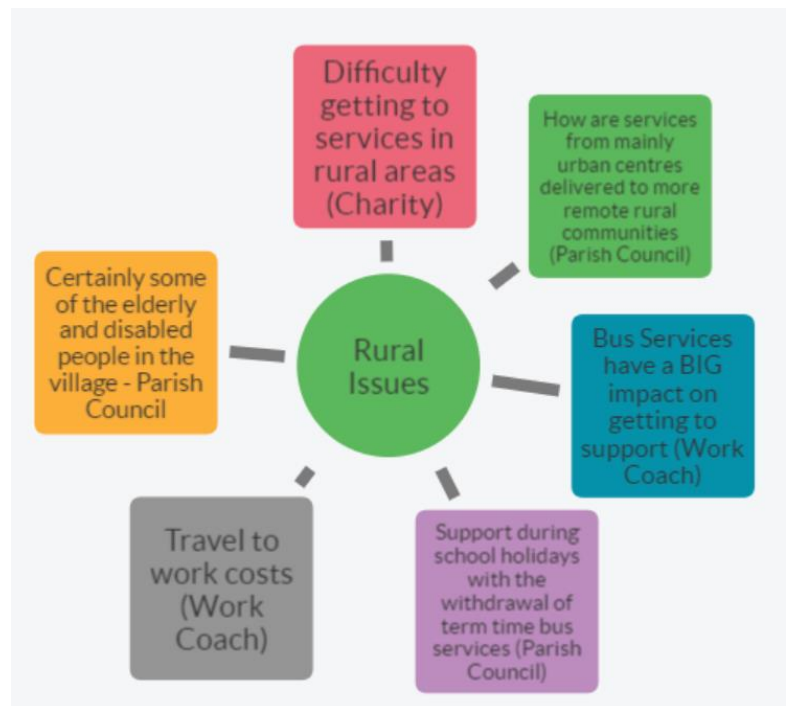 Difficulty
getting to
services in
rural areas
(Charity)
How are services
from mainly
urban centres
delivered to more
remote rural
communities
(Parish Council)
Certainly some
of the elderly
and disabled
people in the
village - Parish
Council
Rural
Issues
Bus Services
have a BIG
impact on
getting to
support (Work
Coach)
Travel to
work costs
(Work
Coach)
Support during
school holidays
with the
withdrawal of
term time bus
services (Parish
Council)